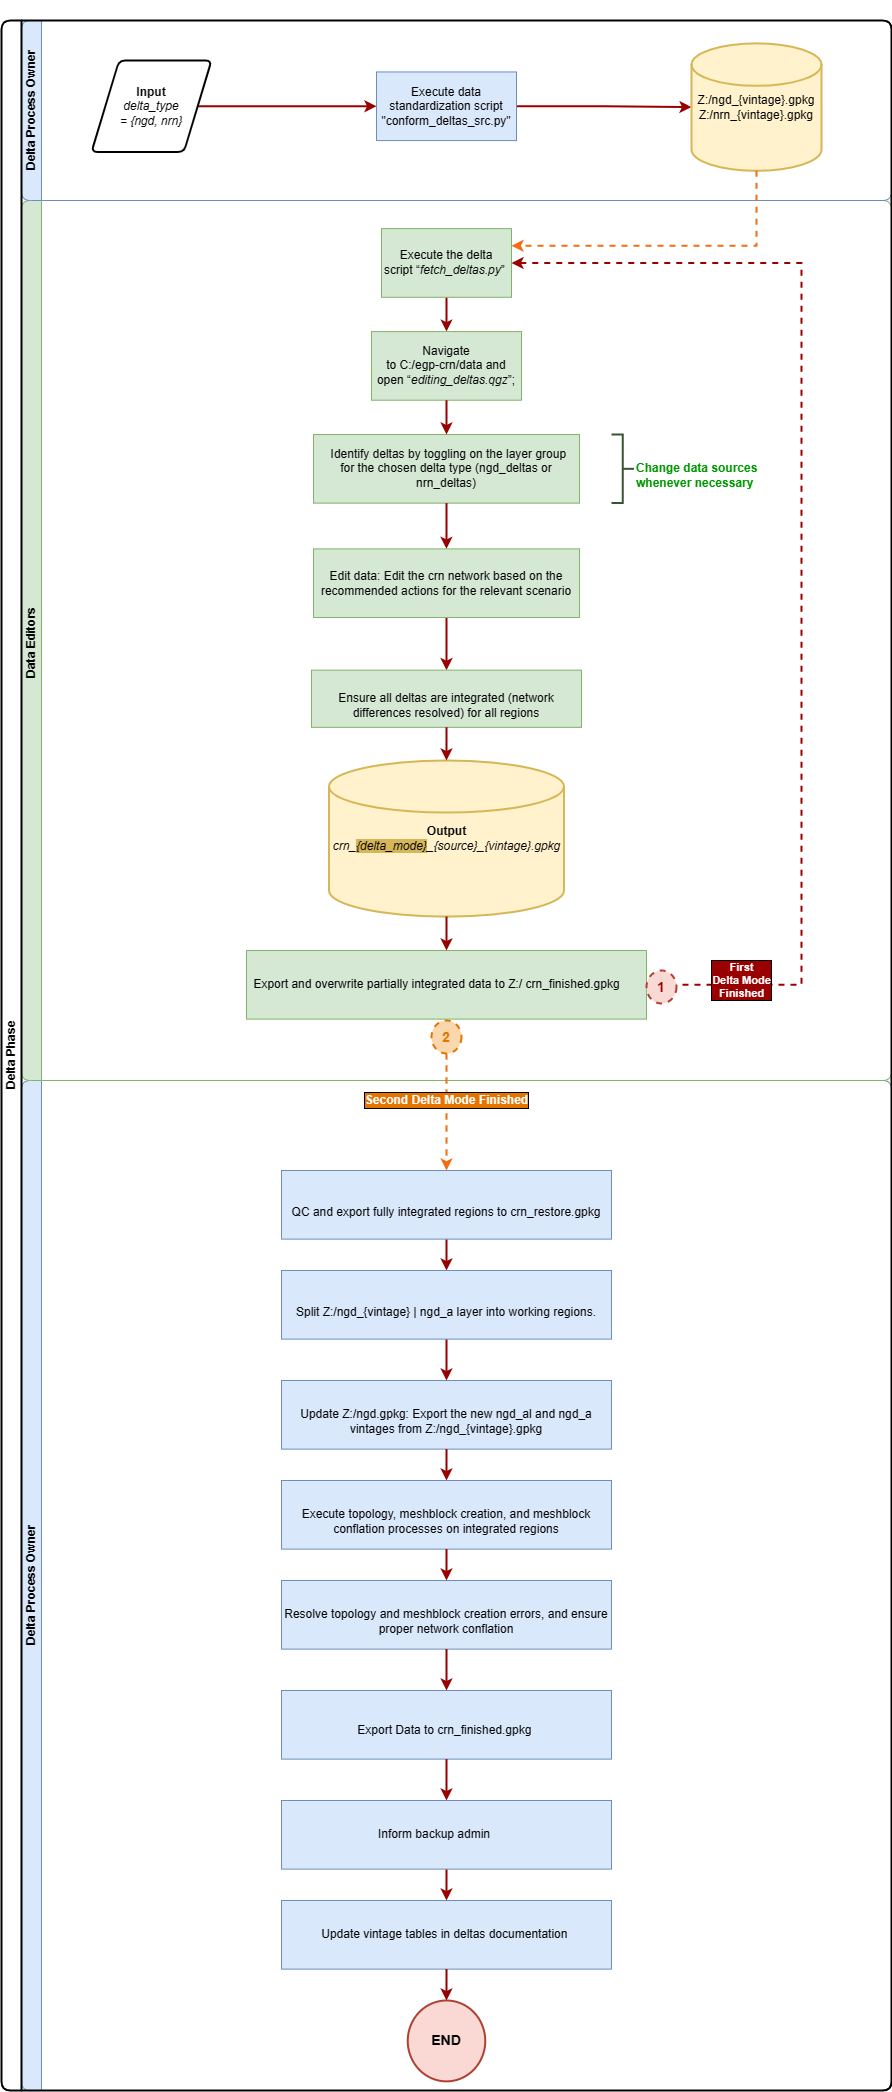 Delta Phase
Delta Process Owner
Input
delta_type
= {ngd, nrn}
Execute data
standardization script
"conform_deltas_src.py"
Z:/ngd_{vintage}.gpkg
Z:/nrn_{vintage}.gpkg
Data Editors
Execute the delta
script “fetch_deltas.py”
Navigate
to C:/egp-crn/data and
open “editing_deltas.qgz”;
Identify deltas by toggling on the layer group
for the chosen delta type (ngd_deltas or
nrn_deltas)
Change data sources
whenever necessary
Edit data: Edit the crn network based on the
recommended actions for the relevant scenario
Ensure all deltas are integrated (network
differences resolved) for all regions
Output
crn_{delta_mode}_{source}_{vintage}.gpkg
Export and overwrite partially integrated data to Z:/ crn_finished.gpkg
1
First
Delta Mode
Finished
2
Second Delta Mode Finished
Delta Process Owner
QC and export fully integrated regions to crn_restore.gpkg
Split Z:/ngd_{vintage} | ngd_a layer into working regions.
Update Z:/ngd.gpkg: Export the new ngd_al and ngd_a
vintages from Z:/ngd_{vintage}.gpkg
Execute topology, meshblock creation, and meshblock
conflation processes on integrated regions
Resolve topology and meshblock creation errors, and ensure
proper network conflation
Export Data to crn_finished.gpkg
Inform backup admin
Update vintage tables in deltas documentation
END